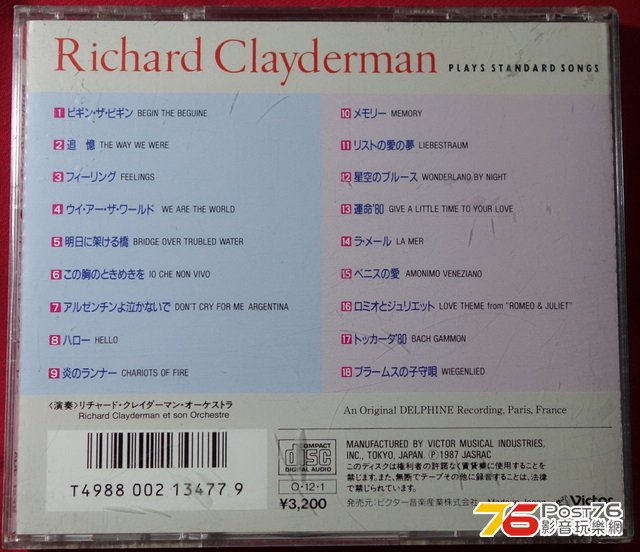 Richard Clayderman PLAYS STANDARD SONGS
1 ビギン・ザ・ビギン BEGIN THE BEGUINE
2 追憶 THE WAY WE WERE
3 フィーリング FEELINGS
4 ウイ・アー・ザ・ワールド WE ARE THE WORLD
5 明日に架ける橋 BRIDGE OVER TRUBLED WATER
6 この胸のときめきを IO CHE NON VIVO
7 アルゼンチンよ泣かないで DON'T CRY FOR ME ARGENTINA
8 ハロー HELLO
9 炎のランナー CHARIOTS OF FIRE
10 メモリー MEMORY
11 リストの愛の夢 LIEBESTRAUM
12 星空のブルース WONDERLAND BY NIGHT
13 運命'80 GIVE A LITTLE TIME TO YOUR LOVE
14 ラ・メール LA MER
15 ベニスの愛 AMONIMO VENEZIANO
16 ロミオとジュリエット LOVE THEME from "ROMEO & JULIET"
17 トッカータ'80 BACH GAMMON
18 ブラームスの子守唄 WIEGENLIED
〈演奏〉リチャード・クレイダーマン・オーケストラ
Richard Clayderman et son Orchestre
An Original DELPHINE Recording, Paris, France
T4988 002 13477 9
COMPACT
disc
DIGITAL AUDIO
O・12・1
¥3,200
MANUFACTURED BY VICTOR MUSICAL INDUSTRIES,
INC., TOKYO, JAPAN. Ⓟ 1987 JASRAC
このディスクは権利者の許諾なく賃貸業に使用することを
禁じます。また、無断でテープその他に録音することは、法律
で禁じられています。
発売元:ビクター音楽産業株式会社 Made in Japan Victor
76 Post76
影音玩樂網